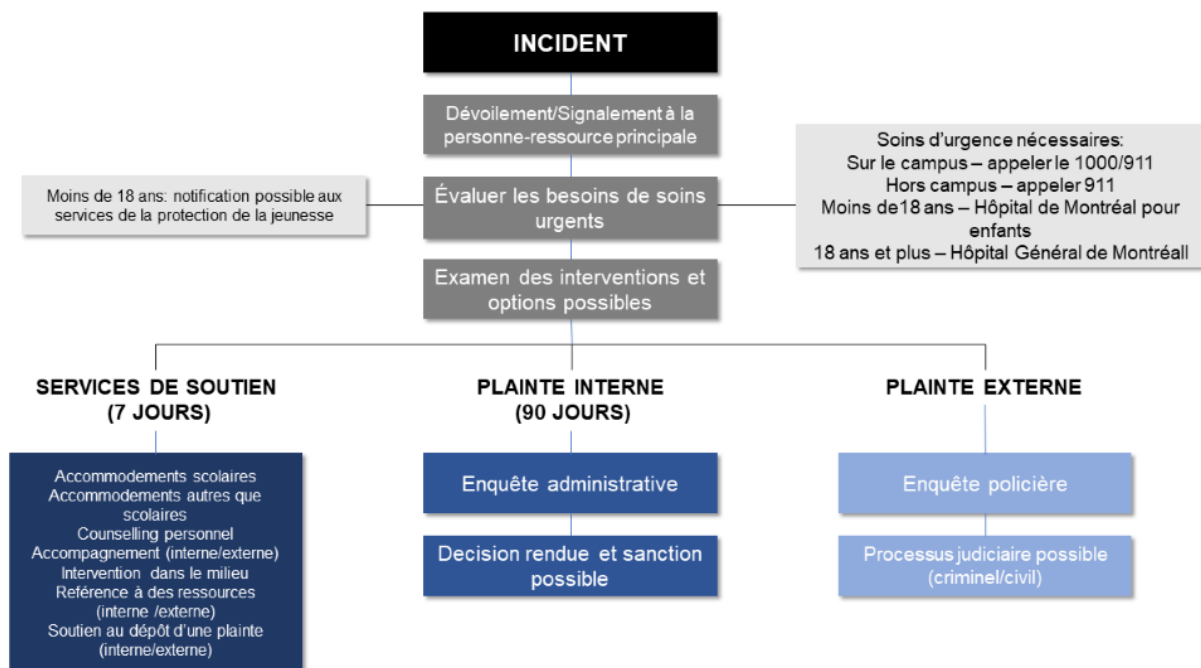 INCIDENT
Dévoilement/Signalement à la
personne-ressource principale
Soins d'urgence nécessaires:
Sur le campus – appeler le 1000/911
Hors campus – appeler 911
Moins de18 ans – Hôpital de Montréal pour
enfants
18 ans et plus – Hôpital Général de Montréall
Moins de 18 ans: notification possible aux
services de la protection de la jeunesse
Évaluer les besoins de soins
urgents
Examen des interventions et
options possibles
SERVICES DE SOUTIEN
(7 JOURS)
PLAINTE INTERNE
(90 JOURS)
PLAINTE EXTERNE
Accommodements scolaires
Accommodements autres que
scolaires
Counselling personnel
Accompagnement (interne/externe)
Intervention dans le milieu
Reférence à des ressources
(interne /externe)
Soutien au dépôt d'une plainte
(interne/externe)
Enquête administrative
Decision rendue et sanction
possible
Enquête policière
Processus judiciaire possible
(criminel/civil)